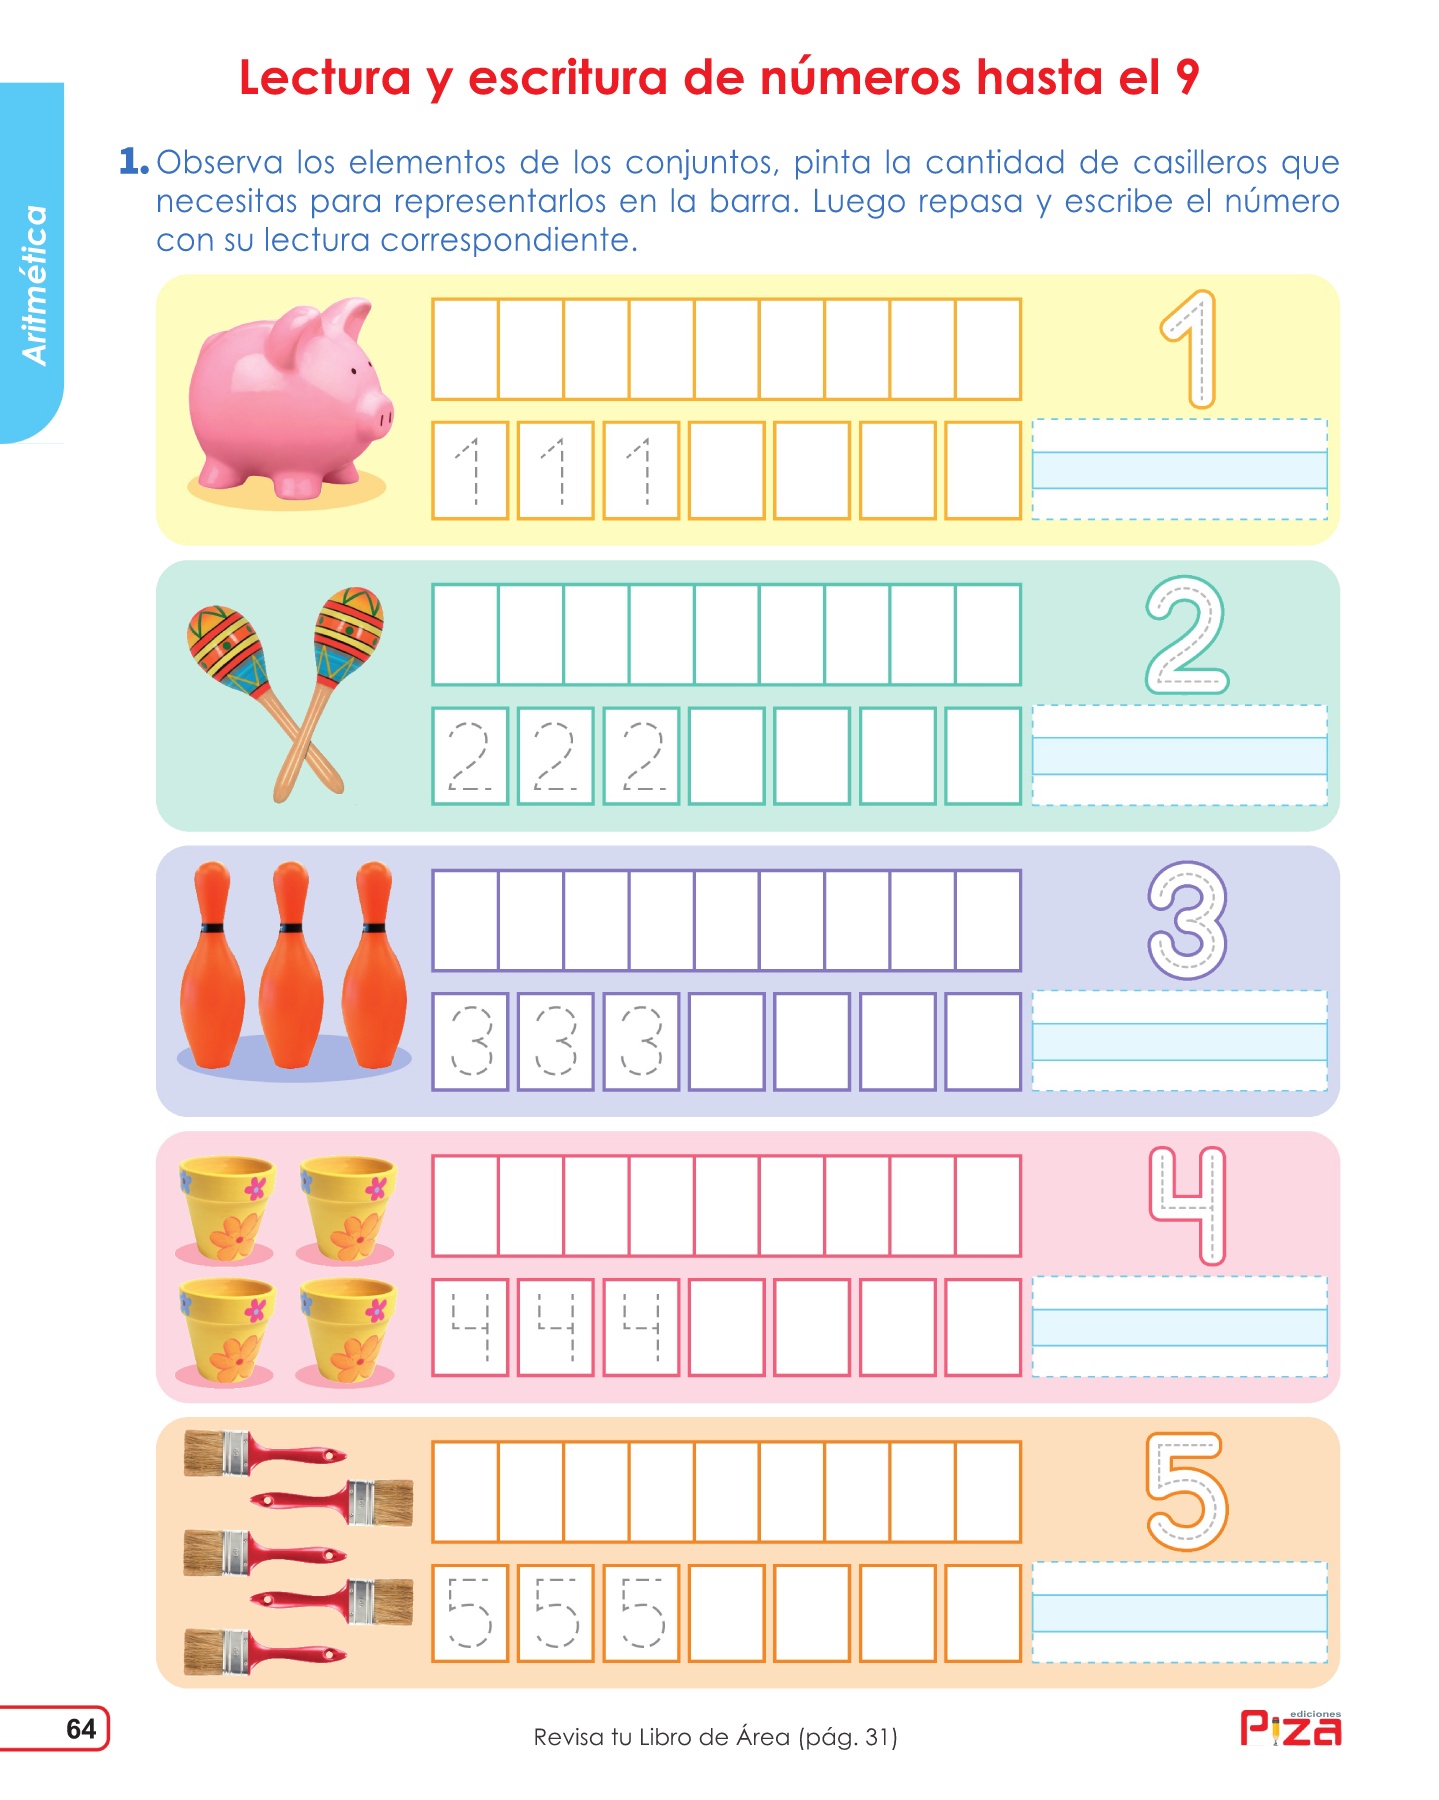 Lectura y escritura de números hasta el 9
Aritmética
1. Observa los elementos de los conjuntos, pinta la cantidad de casilleros que
necesitas para representarlos en la barra. Luego repasa y escribe el número
con su lectura correspondiente.
1
1 1 1
2
2 2 2
3
3 3 3
4
4 4 4
5
5 5 5
64
Revisa tu Libro de Área (pág. 31)
ediciones
Piza